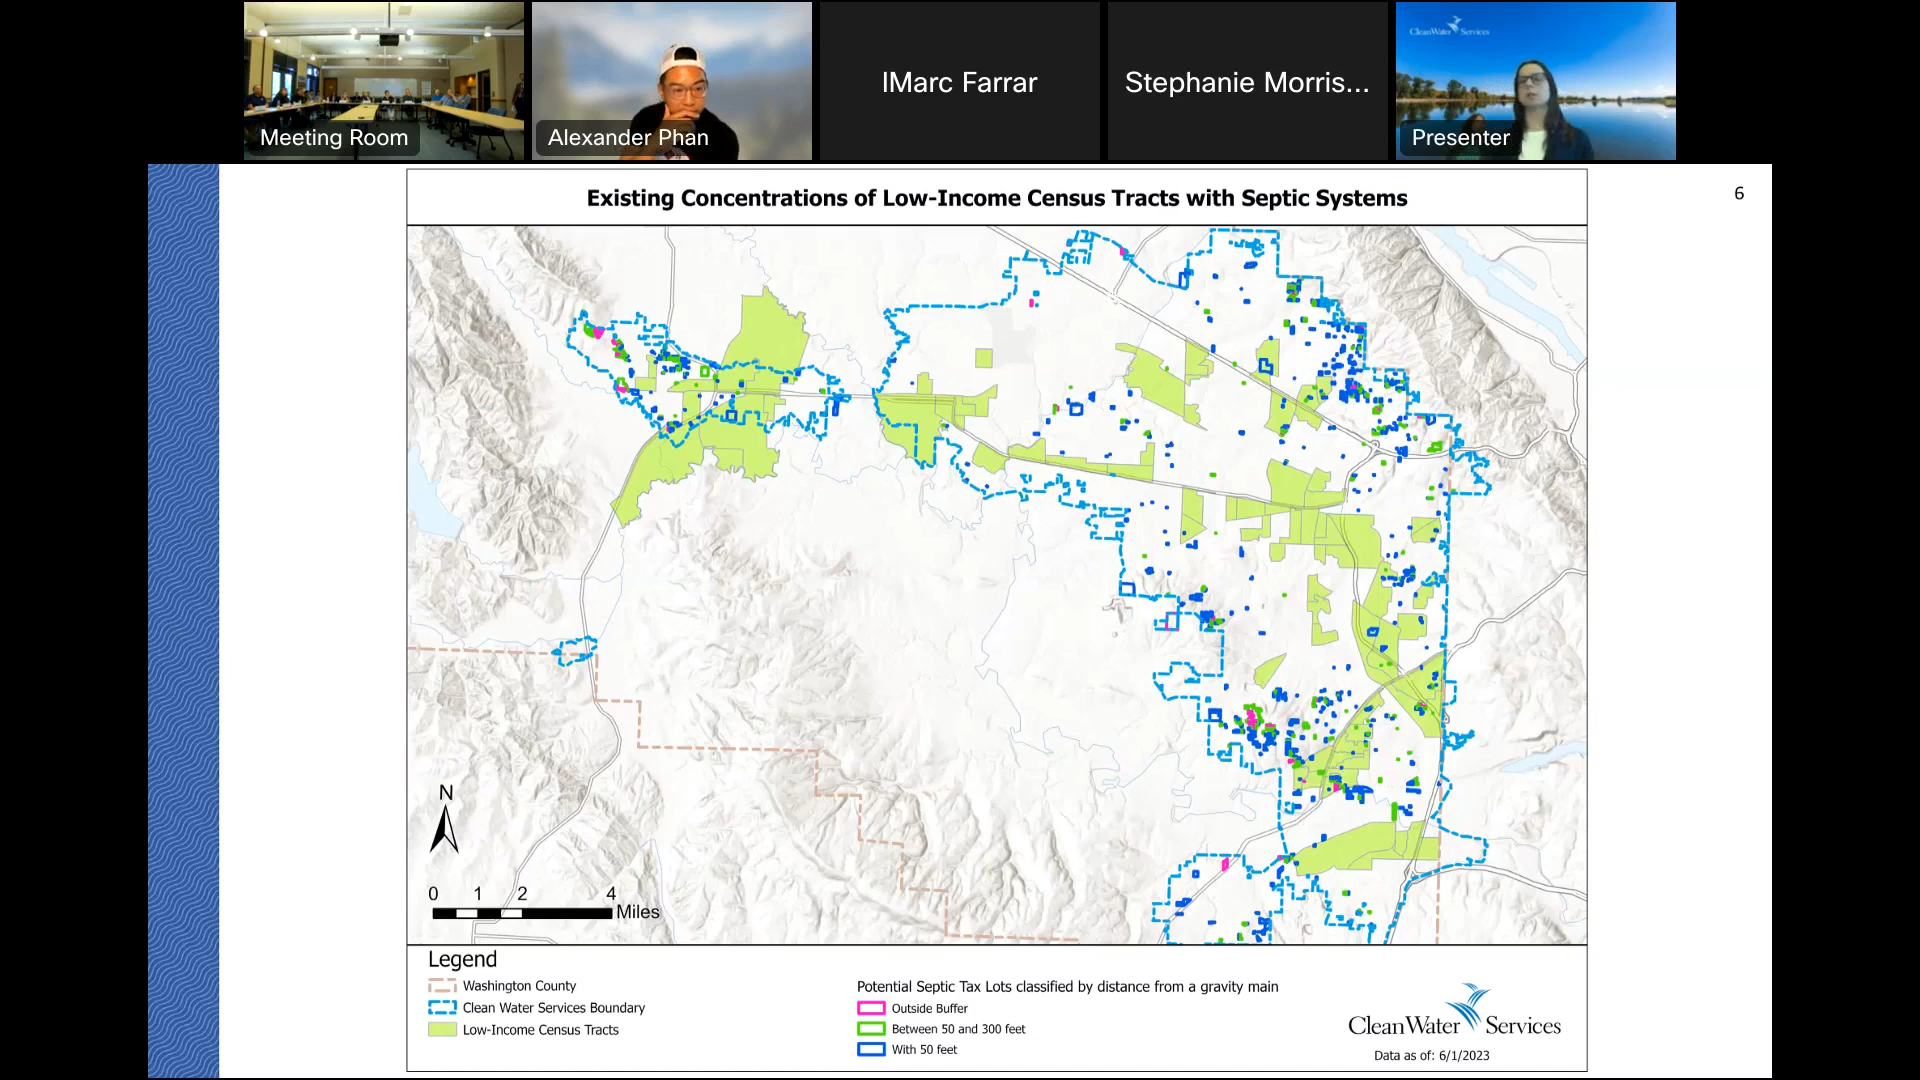 CleanWater Services
Meeting Room
Alexander Phan
IMarc Farrar
Stephanie Morris...
Presenter
Existing Concentrations of Low-Income Census Tracts with Septic Systems
6
N
0 1 2 4
Miles
Legend
Washington County
Clean Water Services Boundary
Low-Income Census Tracts
Potential Septic Tax Lots classified by distance from a gravity main
Outside Buffer
Between 50 and 300 feet
With 50 feet
CleanWater Services
Data as of: 6/1/2023